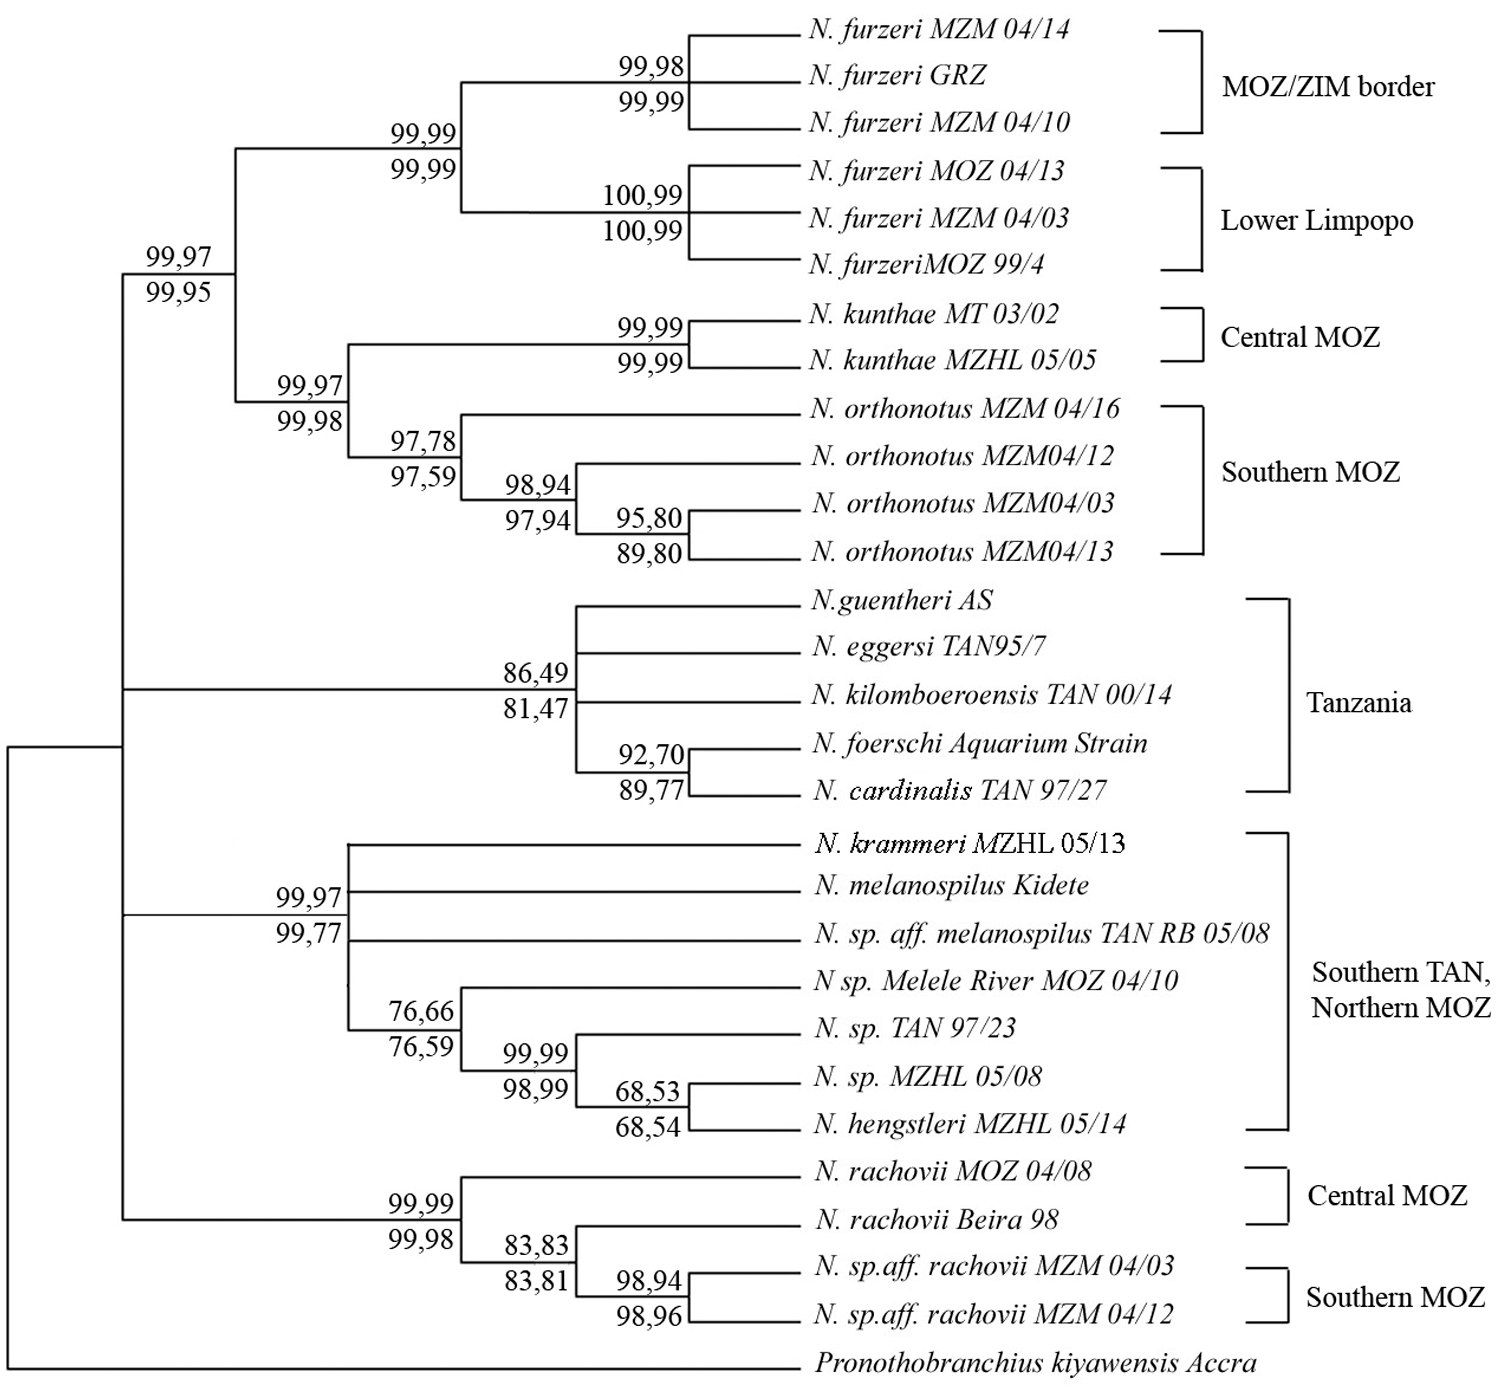 N. furzeri MZM 04/14
99,98
N. furzeri GRZ
MOZ/ZIM border
99,99
N. furzeri MZM 04/10
99,99
99,99
N. furzeri MOZ 04/13
100,99
N. furzeri MZM 04/03
Lower Limpopo
100,99
N. furzeriMOZ 99/4
99,97
99,95
N. kunthae MT 03/02
99,99
Central MOZ
99,99
N. kunthae MZHL 05/05
99,97
99,98
N. orthonotus MZM 04/16
97,78
97,59
N. orthonotus MZM04/12
Southern MOZ
98,94
97,94
N. orthonotus MZM04/03
95,80
89,80
N. orthonotus MZM04/13
N.guentheri AS
N. eggersi TAN95/7
86,49
81,47
N. kilomboeroensis TAN 00/14
Tanzania
N. foerschi Aquarium Strain
92,70
89,77
N. cardinalis TAN 97/27
N. krammeri MZHL 05/13
N. melanospilus Kidete
99,97
99,77
N. sp. aff. melanospilus TAN RB 05/08
Southern TAN,
Northern MOZ
N sp. Melele River MOZ 04/10
76,66
76,59
N. sp. TAN 97/23
99,99
98,99
N. sp. MZHL 05/08
68,53
68,54
N. hengstleri MZHL 05/14
N. rachovii MOZ 04/08
Central MOZ
99,99
99,98
N. rachovii Beira 98
83,83
83,81
N. sp.aff. rachovii MZM 04/03
98,94
Southern MOZ
98,96
N. sp.aff. rachovii MZM 04/12
Pronothobranchius kiyawensis Accra